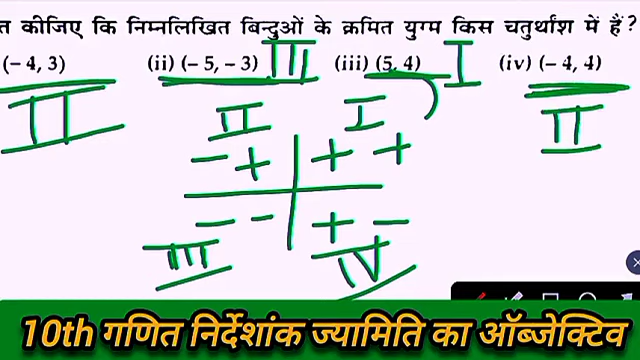 त कीजिए कि निम्नलिखित बिन्दुओं के क्रमित युग्म किस चतुर्थांश में हैं?
(– 4, 3) (ii) (– 5, – 3) III (iii) (5, 4) I (iv) (– 4, 4)
II II
II I
– + + +
– – + –
III IV
10th गणित निर्देशांक ज्यामिति का ऑब्जेक्टिव